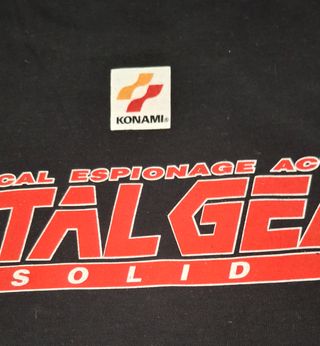 KONAMI®
CAL ESPIONAGE AC
TAL GEA
SOLID